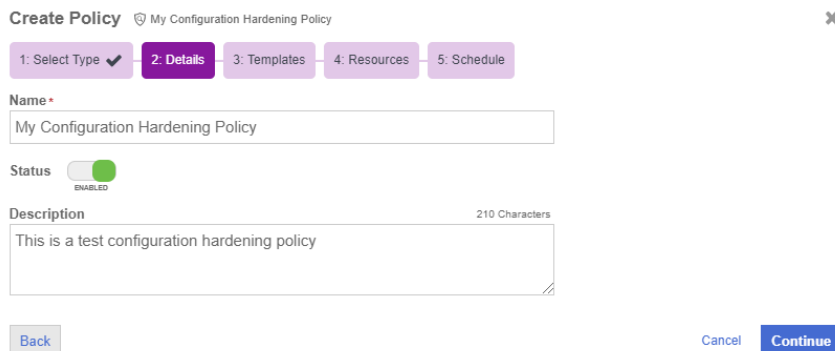 Create Policy My Configuration Hardening Policy
1: Select Type 2: Details 3: Templates 4: Resources 5: Schedule
Name *
My Configuration Hardening Policy
Status
ENABLED
Description 210 Characters
This is a test configuration hardening policy
Back Cancel Continue